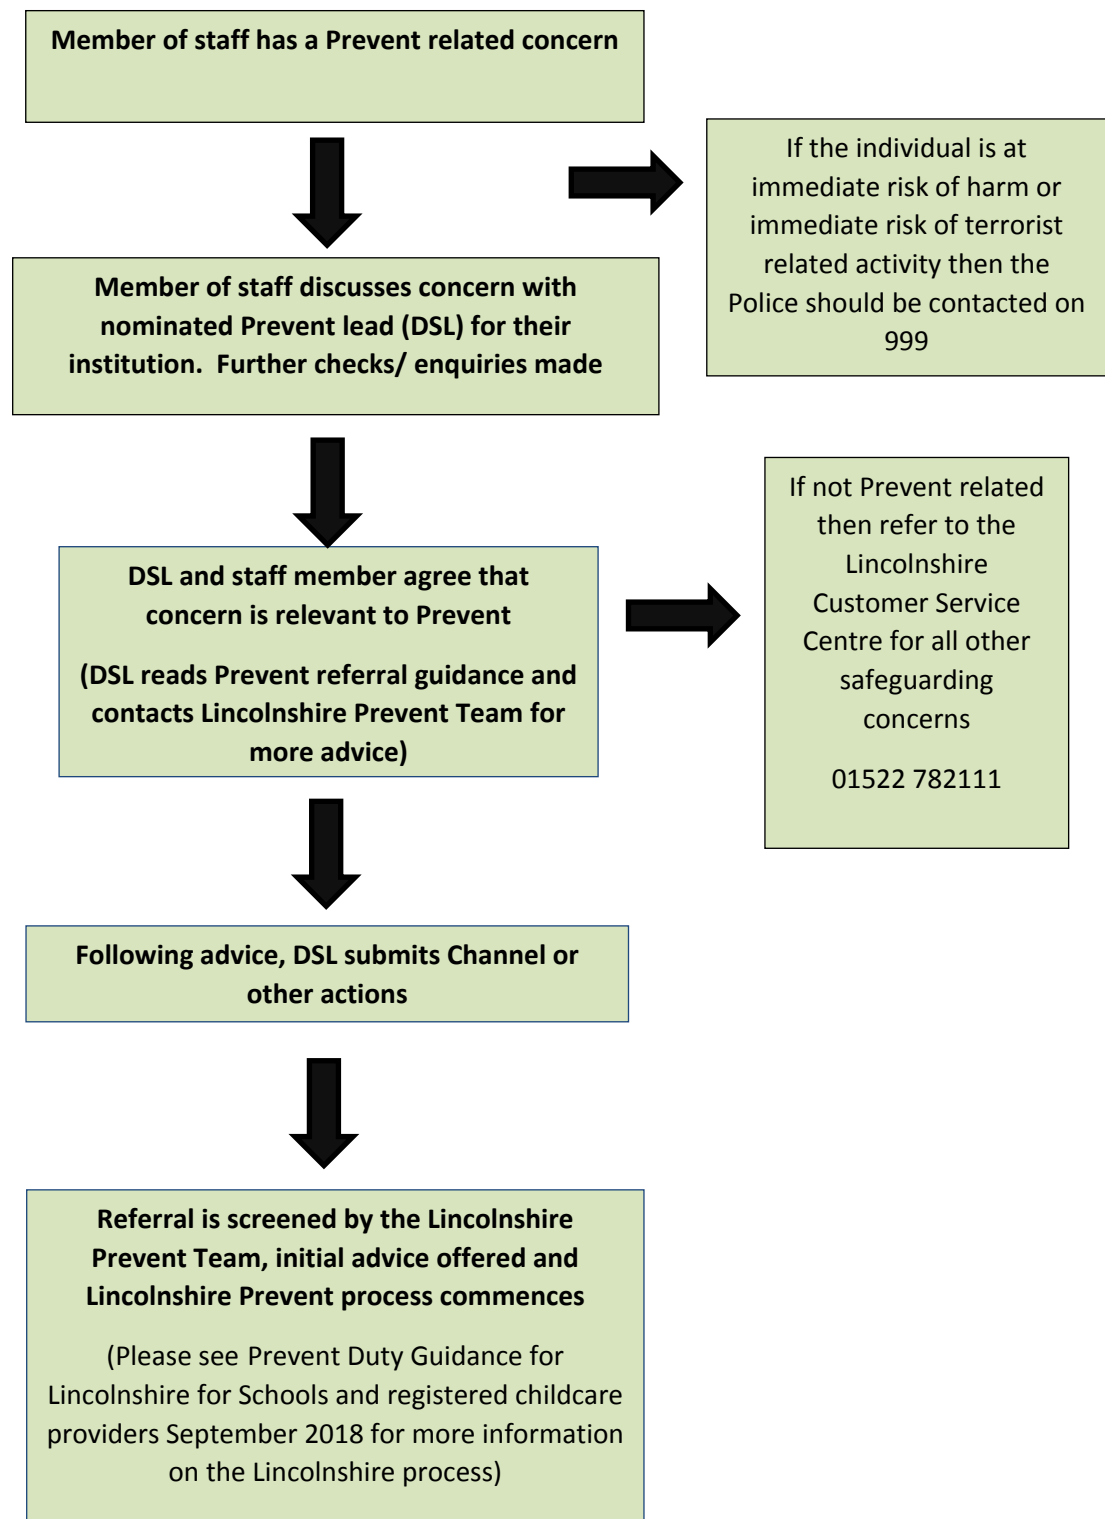 Member of staff has a Prevent related concern
If the individual is at
immediate risk of harm or
immediate risk of terrorist
related activity then the
Police should be contacted on
999
Member of staff discusses concern with
nominated Prevent lead (DSL) for their
institution.  Further checks/ enquiries made
If not Prevent related
then refer to the
Lincolnshire
Customer Service
Centre for all other
safeguarding
concerns
01522 782111
DSL and staff member agree that
concern is relevant to Prevent
(DSL reads Prevent referral guidance and
contacts Lincolnshire Prevent Team for
more advice)
Following advice, DSL submits Channel or
other actions
Referral is screened by the Lincolnshire
Prevent Team, initial advice offered and
Lincolnshire Prevent process commences
(Please see Prevent Duty Guidance for
Lincolnshire for Schools and registered childcare
providers September 2018 for more information
on the Lincolnshire process)